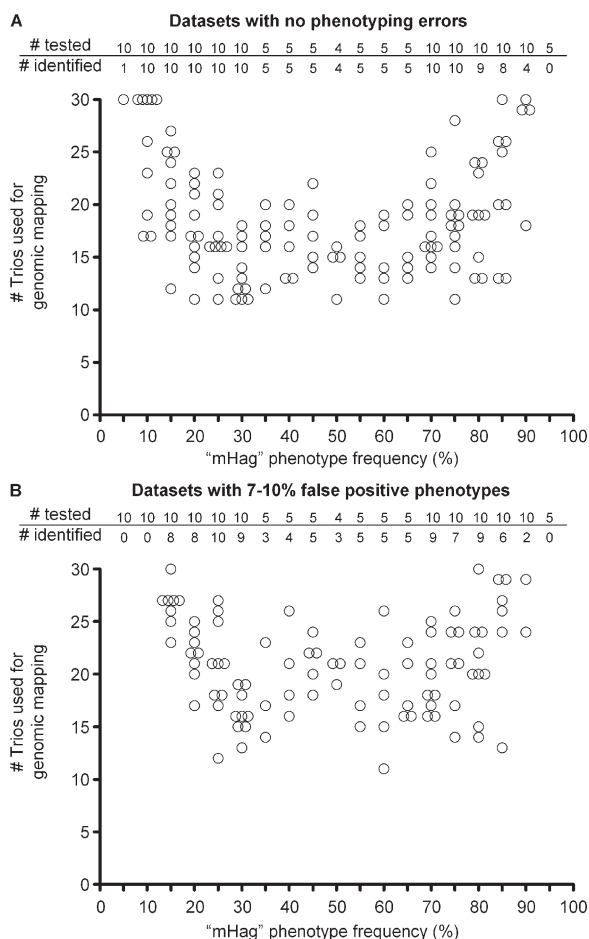 A Datasets with no phenotyping errors
# tested 10 10 10 10 10 10 5 5 5 4 5 5 5 10 10 10 10 10 5
# identified 1 10 10 10 10 10 5 5 5 4 5 5 5 10 10 9 8 4 0
30
25
20
15
10
5
0
# Trios used for
genomic mapping
0 10 20 30 40 50 60 70 80 90 100
“mHag” phenotype frequency (%)
B Datasets with 7-10% false positive phenotypes
# tested 10 10 10 10 10 10 5 5 5 4 5 5 5 10 10 10 10 10 5
# identified 0 0 8 8 10 9 3 4 5 3 5 5 5 9 7 9 6 2 0
30
25
20
15
10
5
0
# Trios used for
genomic mapping
0 10 20 30 40 50 60 70 80 90 100
“mHag” phenotype frequency (%)